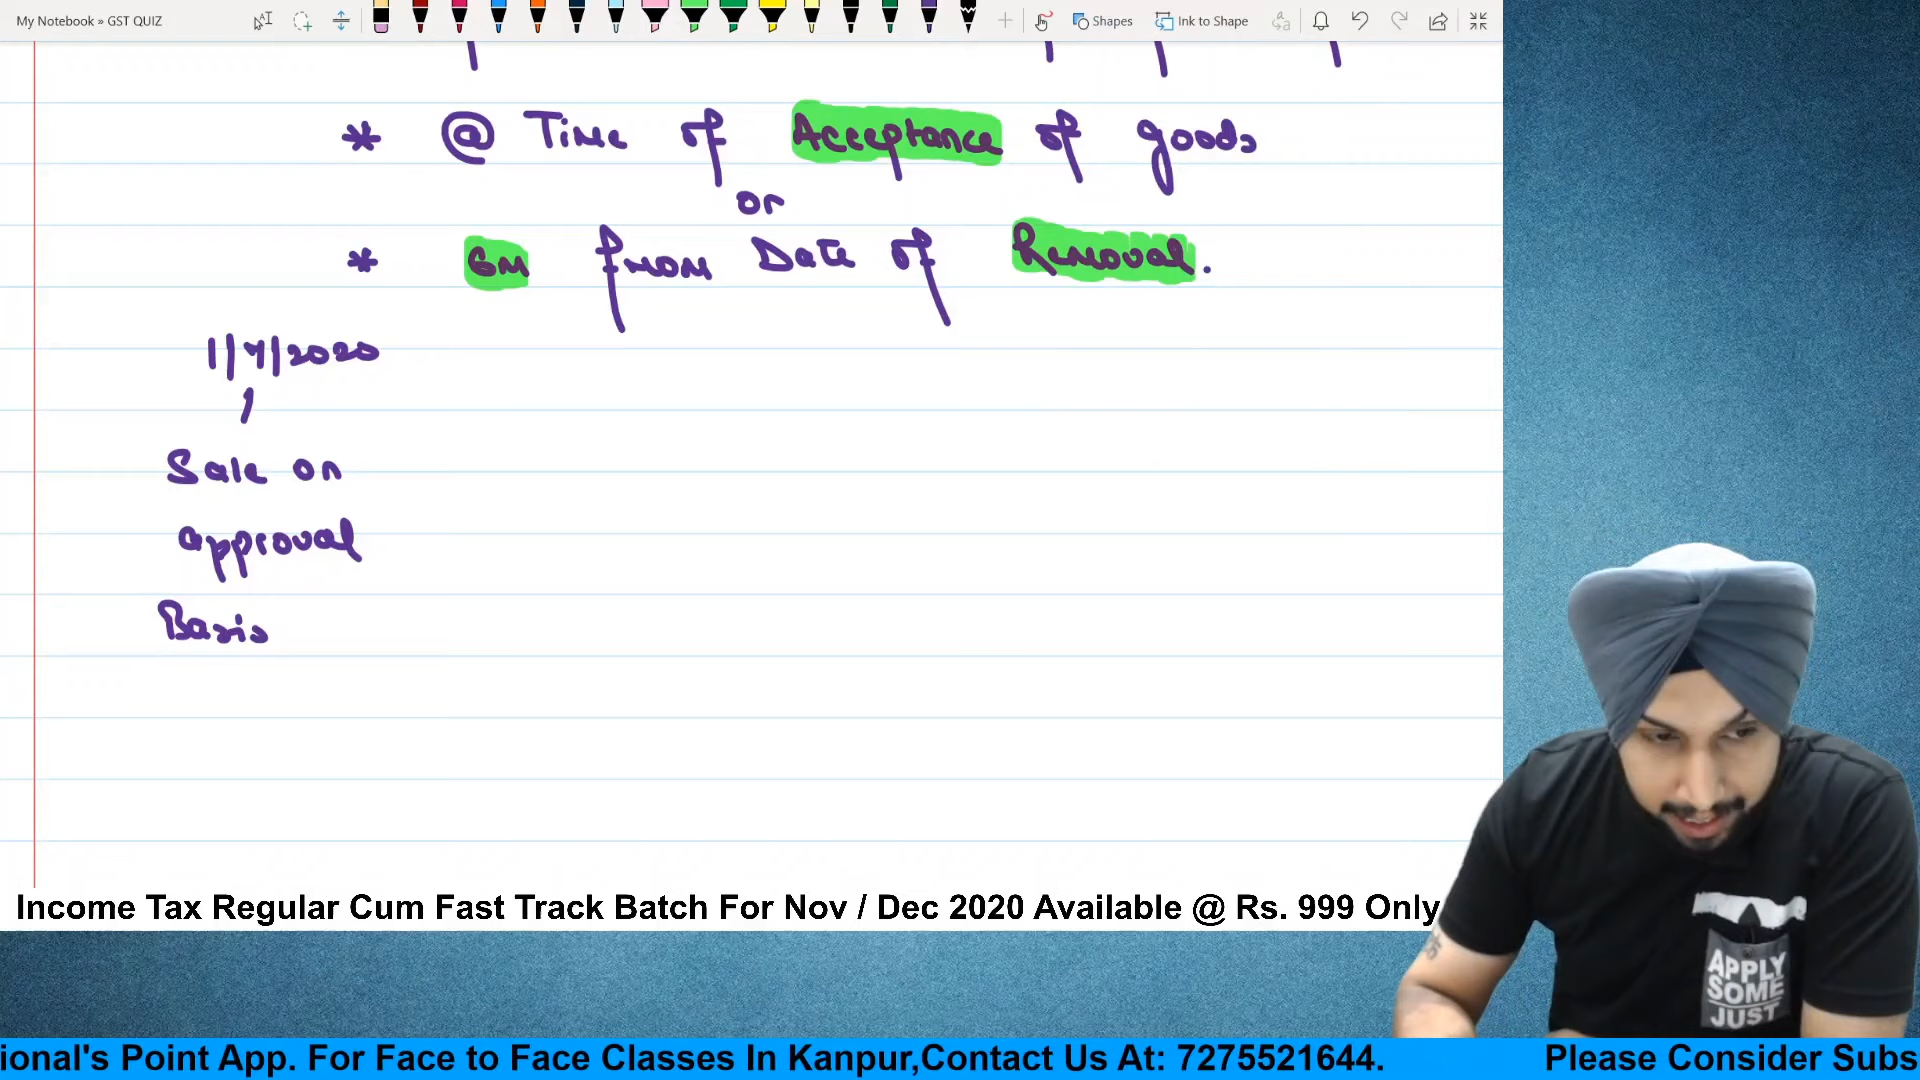 My Notebook » GST QUIZ
Shapes
Ink to Shape
* @ Time of Acceptance of goods
or
* 6M from Date of Removal.
1/7/2020
Sale on
approval
Basis
Income Tax Regular Cum Fast Track Batch For Nov / Dec 2020 Available @ Rs. 999 Only
APPLY
SOME
JUST
ional's Point App. For Face to Face Classes In Kanpur,Contact Us At: 7275521644. Please Consider Subs